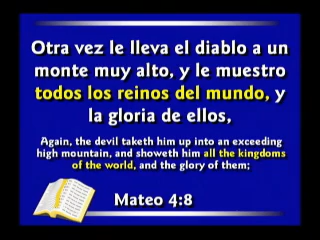 Otra vez le lleva el diablo a un
monte muy alto, y le muestro
todos los reinos del mundo, y
la gloria de ellos,
Again, the devil taketh him up into an exceeding
high mountain, and showeth him all the kingdoms
of the world, and the glory of them;
Mateo 4:8